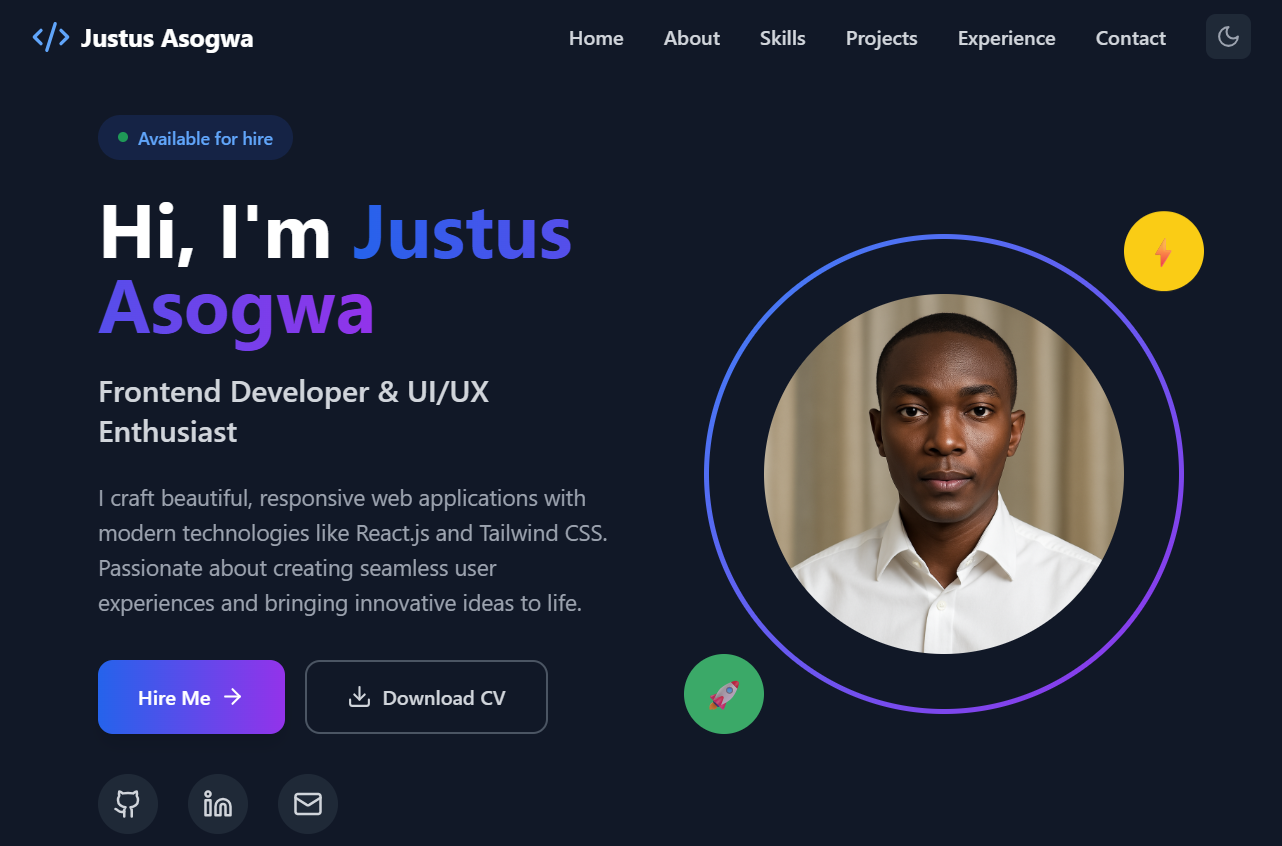 </> Justus Asogwa
Home About Skills Projects Experience Contact
Available for hire
Hi, I'm Justus
Asogwa
Frontend Developer & UI/UX
Enthusiast
I craft beautiful, responsive web applications with
modern technologies like React.js and Tailwind CSS.
Passionate about creating seamless user
experiences and bringing innovative ideas to life.
Hire Me →
Download CV
in